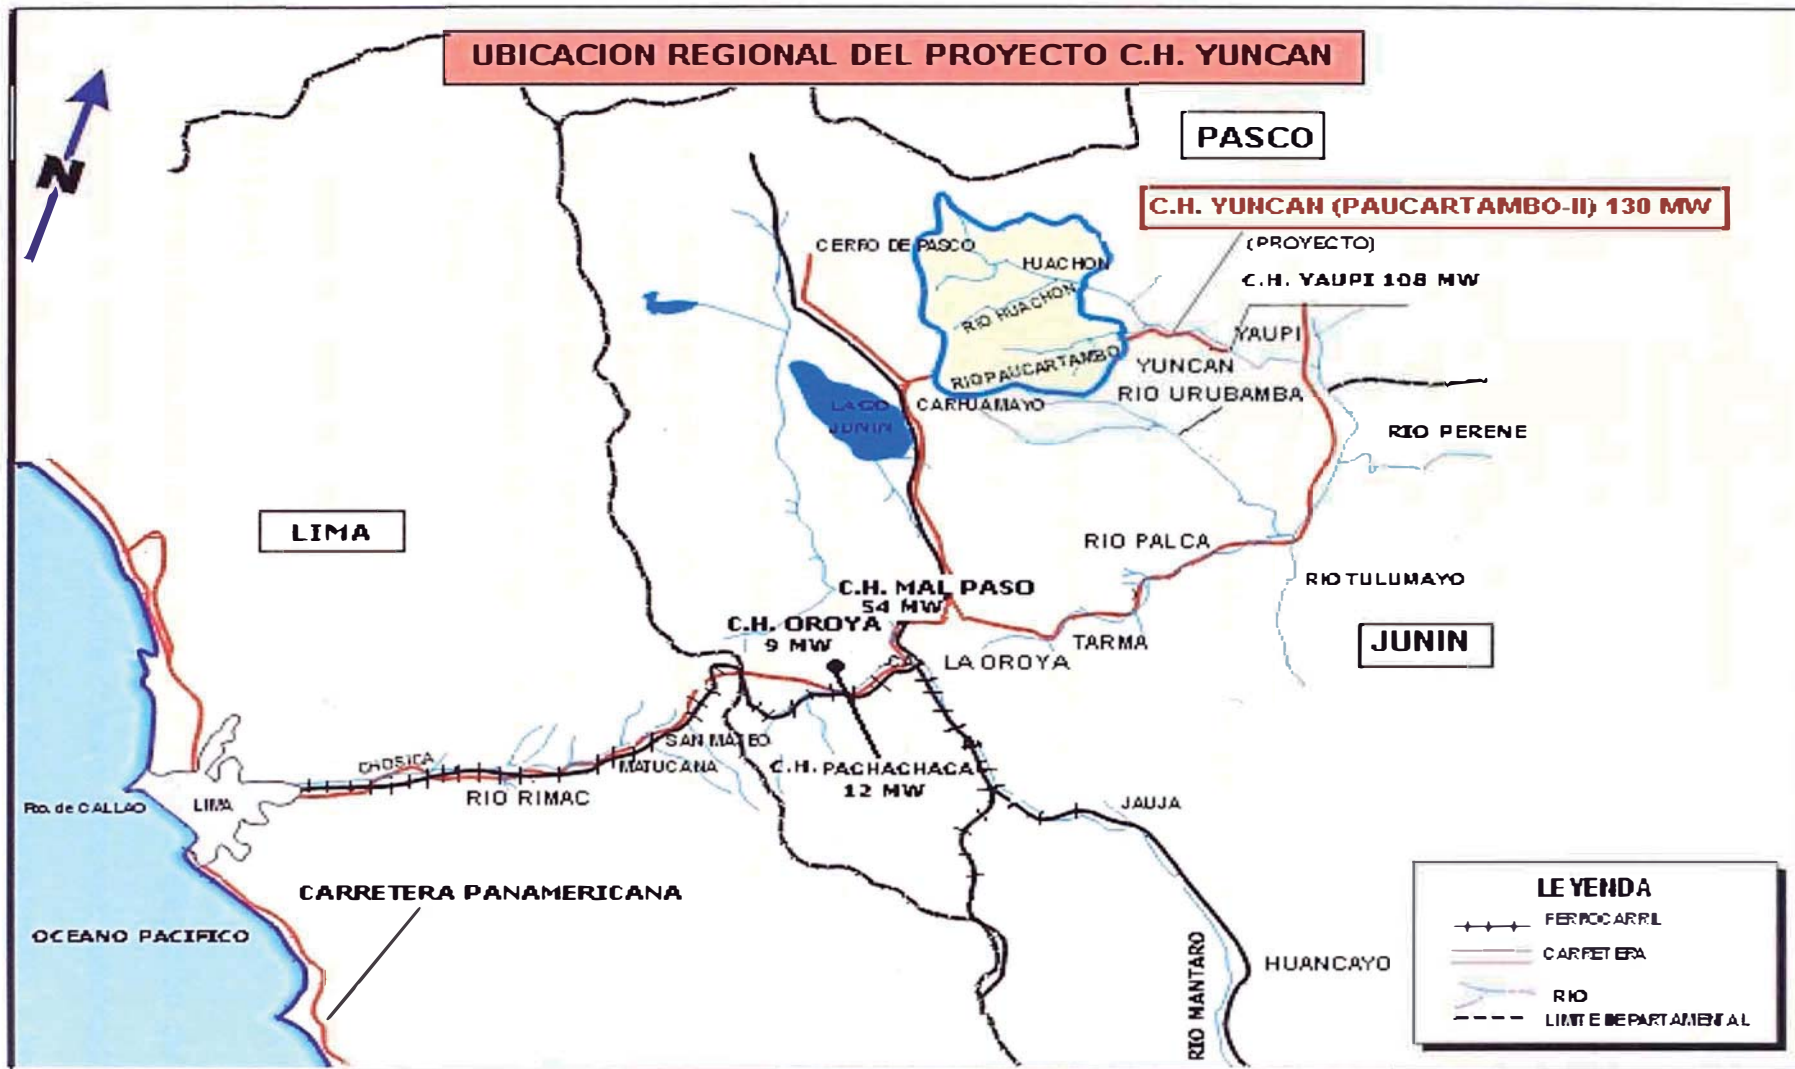 UBICACION REGIONAL DEL PROYECTO C.H. YUNCAN
N
PASCO
C.H. YUNCAN (PAUCARTAMBO-II) 130 MW
(PROYECTO)
C.H. YAUPI 108 MW
CERRO DE PASCO
HUACHON
RIO HUACHON
YAUPI
RIO PAUCARTAMBO
YUNCAN
RIO URUBAMBA
LAGO
JUNIN
CARHUAMAYO
RIO PERENE
LIMA
RIO PALCA
RIO TULUMAYO
C.H. MAL PASO
54 MW
C.H. OROYA
9 MW
TARMA
LA OROYA
JUNIN
SAN MATEO
CHOSICA
MATUCANA
C.H. PACHACHACA
12 MW
RIO RIMAC
LIMA
Pto. de CALLAO
JAUJA
CARRETERA PANAMERICANA
OCEANO PACIFICO
RIO MANTARO
HUANCAYO
LEYENDA
FERROCARRIL
CARRETERA
RIO
LIMITE DEPARTAMENTAL